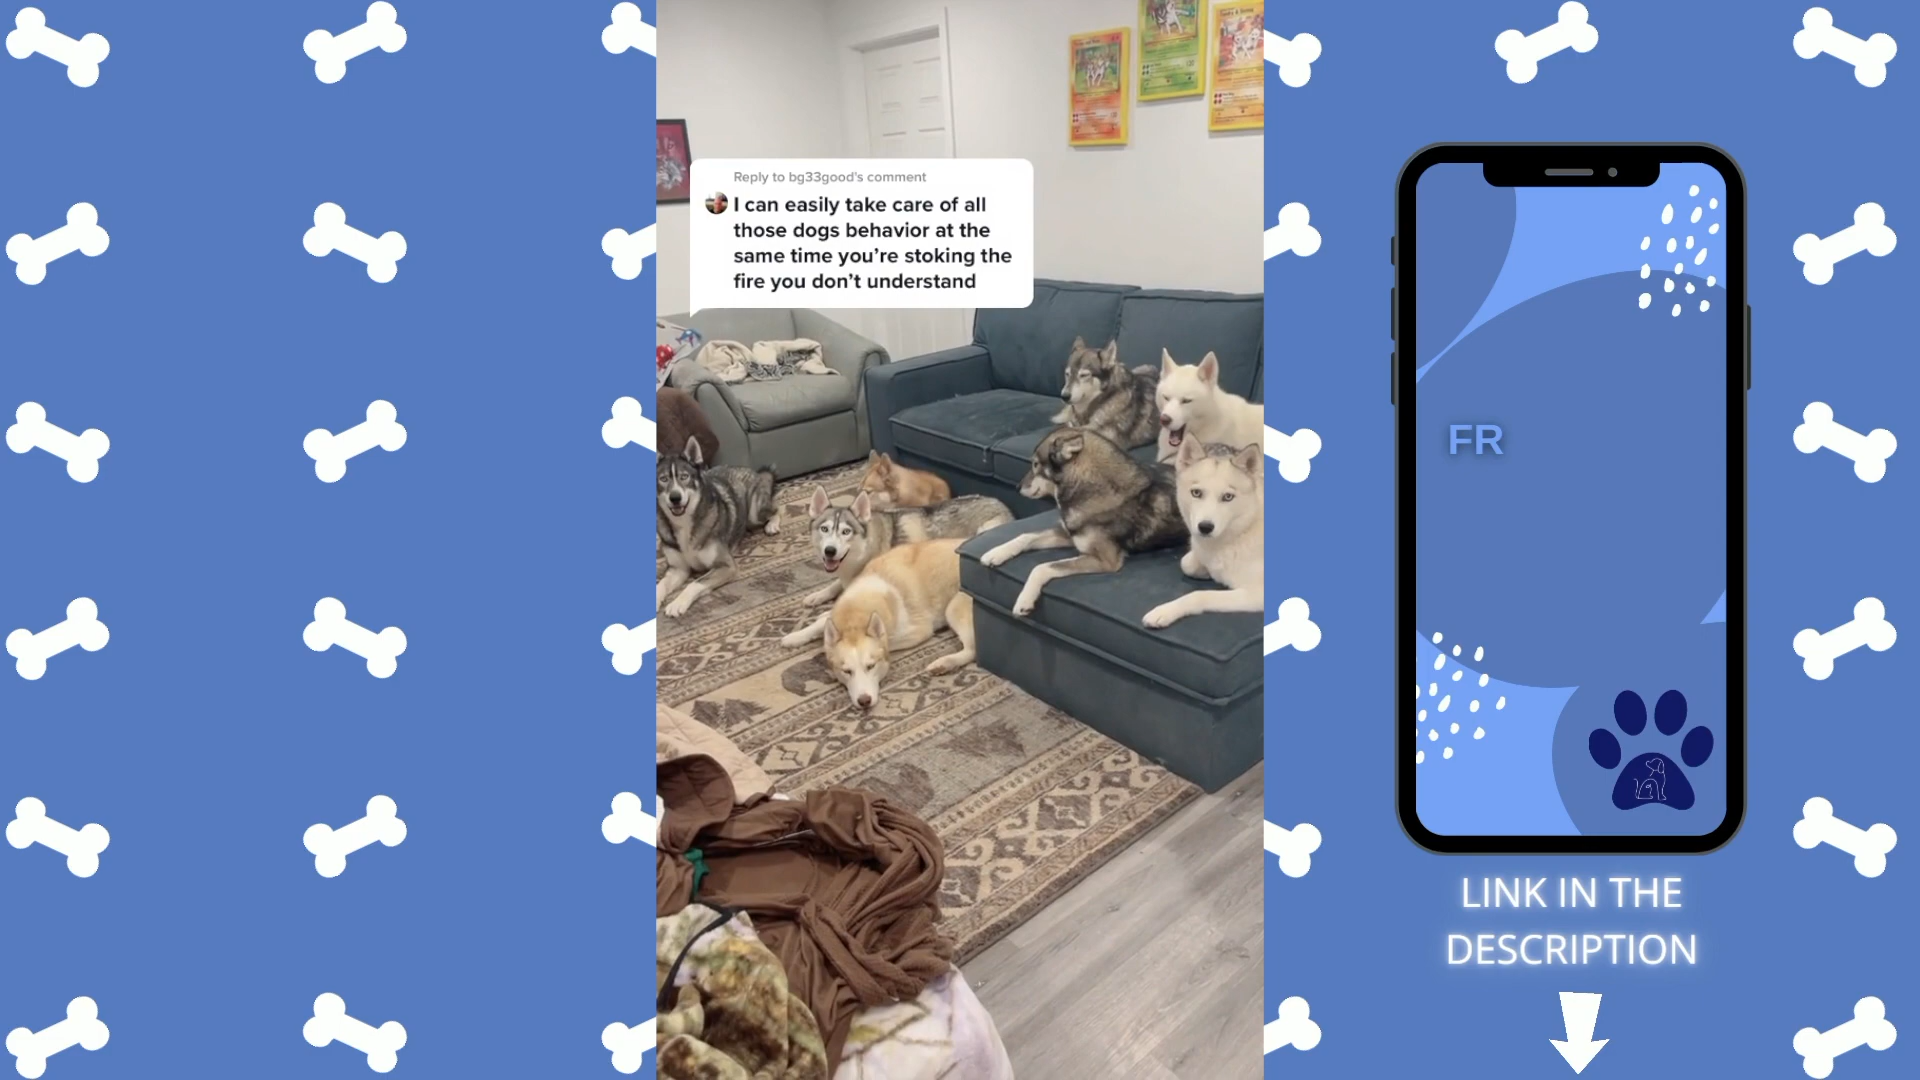 Reply to bg33good's comment
I can easily take care of all
those dogs behavior at the
same time you're stoking the
fire you don't understand
FR
LINK IN THE
DESCRIPTION